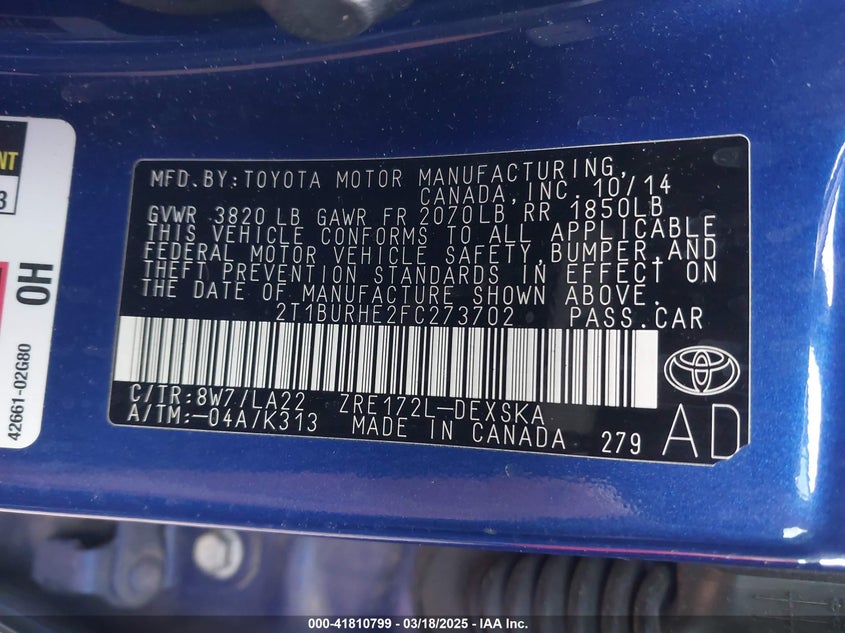 NT
3
OH
42661-02G80
MFD.BY:TOYOTA MOTOR MANUFACTURING,
CANADA,INC. 10/14
GVWR 3820 LB GAWR FR 2070LB RR 1850LB
THIS VEHICLE CONFORMS TO ALL APPLICABLE
FEDERAL MOTOR VEHICLE SAFETY,BUMPER,AND
THEFT PREVENTION STANDARDS IN EFFECT ON
THE DATE OF MANUFACTURE SHOWN ABOVE.
2T1BURHE2FC273702 PASS.CAR
C/TR:8W7/LA22 ZRE172L-DEXSKA
A/TM:-04A/K313 MADE IN CANADA 279 AD
000-41810799 — 03/18/2025 — IAA Inc.